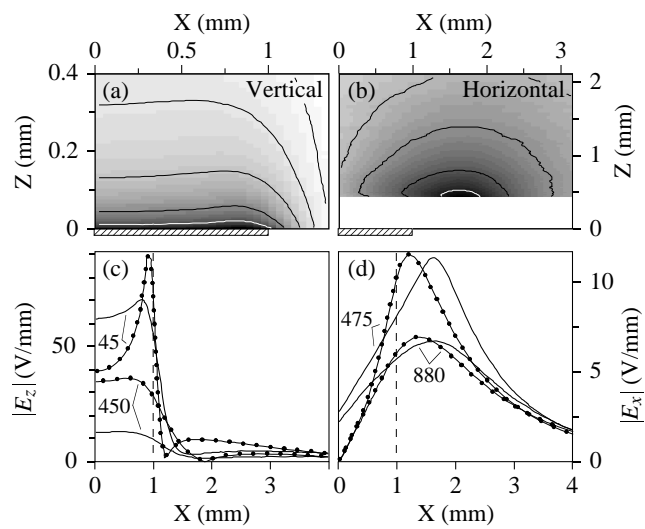 X (mm)
X (mm)
0 0.5 1
0 1 2 3
0.4
0.2
0
Z (mm)
(a) Vertical
(b) Horizontal
2
1
0
Z (mm)
(c)
(d)
50
0
|E_z| (V/mm)
45
450
475
880
10
5
0
|E_x| (V/mm)
0 1 2 3
0 1 2 3 4
X (mm)
X (mm)